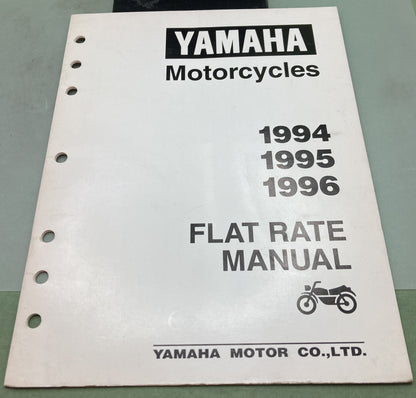 YAMAHA
Motorcycles
1994
1995
1996
FLAT RATE
MANUAL
YAMAHA MOTOR CO.,LTD.